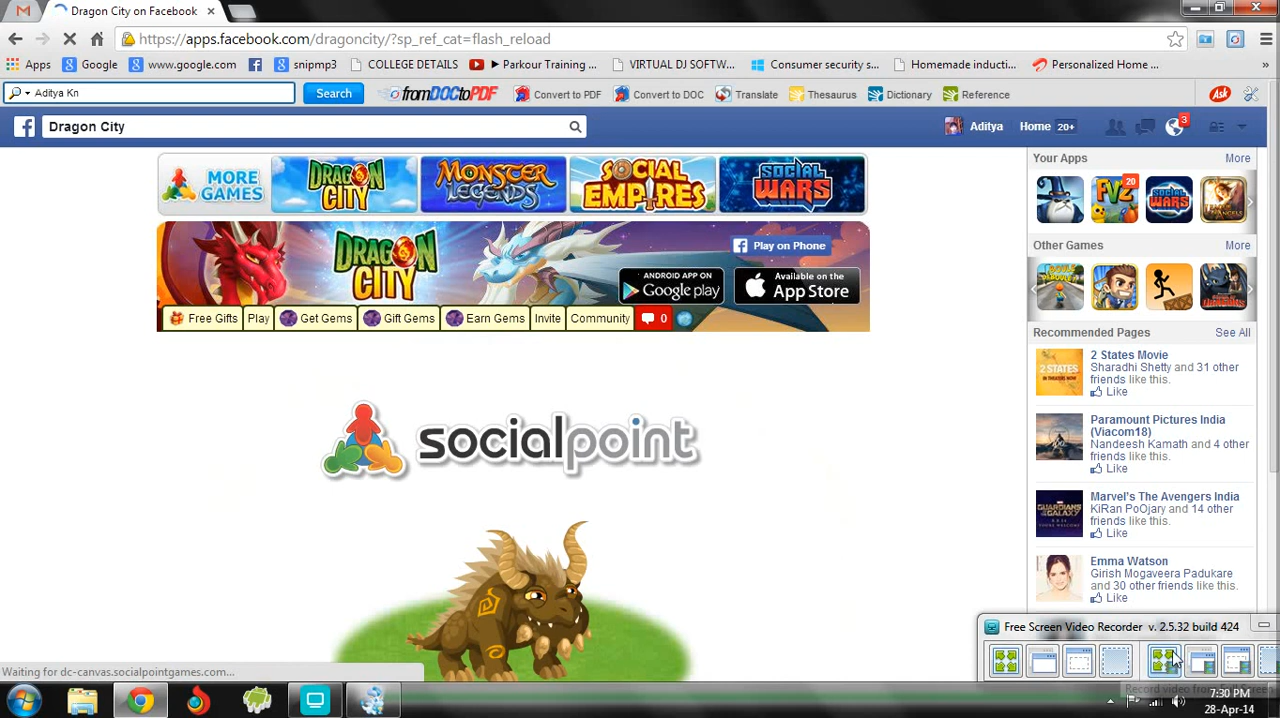 Dragon City on Facebook
https://apps.facebook.com/dragoncity/?sp_ref_cat=flash_reload
Apps Google www.google.com snipmp3 COLLEGE DETAILS ► Parkour Training ... VIRTUAL DJ SOFTW... Consumer security s... Homemade inducti... Personalized Home ... »
Aditya Kn Search fromDOCtoPDF Convert to PDF Convert to DOC Translate Thesaurus Dictionary Reference Ask
Dragon City Aditya Home 20+ 3
MORE GAMES
DRAGON CITY
MONSTER LEGENDS
SOCIAL EMPIRES
SOCIAL WARS
DRAGON CITY
Play on Phone
ANDROID APP ON
Google play
Available on the
App Store
Free Gifts Play Get Gems Gift Gems Earn Gems Invite Community 0
socialpoint
Your Apps More
FVZ 20
SOCIAL WARS
Other Games More
Recommended Pages See All
2 STATES
2 States Movie
Sharadhi Shetty and 31 other
friends like this.
Like
Paramount Pictures India
(Viacom18)
Nandeesh Kamath and 4 other
friends like this.
Like
Marvel's The Avengers India
KiRan PoOjary and 14 other
friends like this.
Like
Emma Watson
Girish Mogaveera Padukare
and 30 other friends like this.
Like
Free Screen Video Recorder v. 2.5.32 build 424
Waiting for dc-canvas.socialpointgames.com...
7:30 PM
28-Apr-14